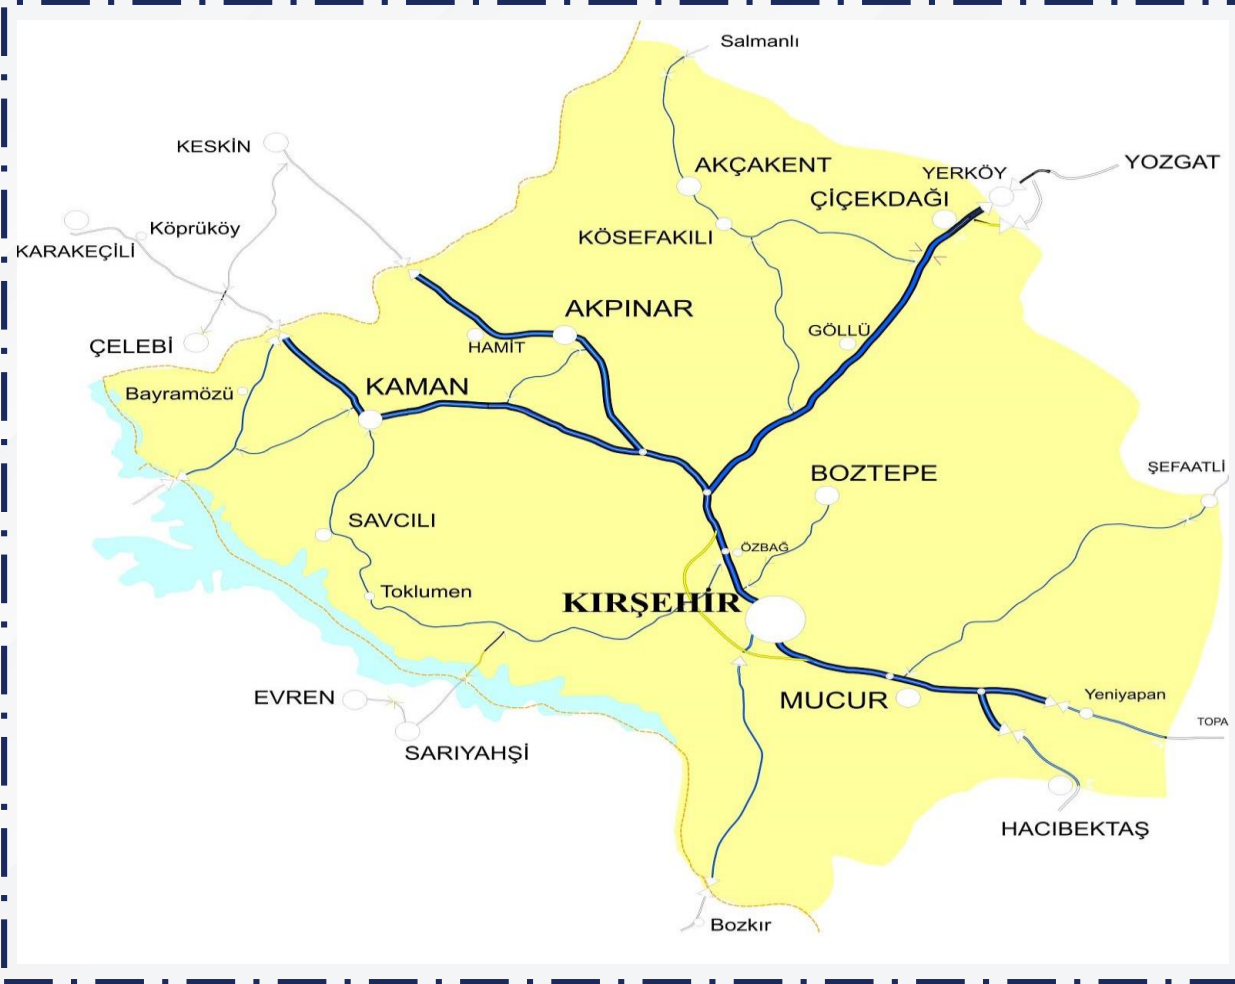 Salmanlı
KESKİN
AKÇAKENT
YERKÖY
YOZGAT
ÇİÇEKDAĞI
Köprüköy
KARAKEÇİLİ
KÖSEFAKILI
AKPINAR
GÖLLÜ
ÇELEBİ
HAMİT
KAMAN
Bayramözü
BOZTEPE
ŞEFAATLİ
SAVCILI
ÖZBAĞ
Toklumen
KIRŞEHİR
EVREN
MUCUR
Yeniyapan
TOPA
SARIYAHŞİ
HACIBEKTAŞ
Bozkır